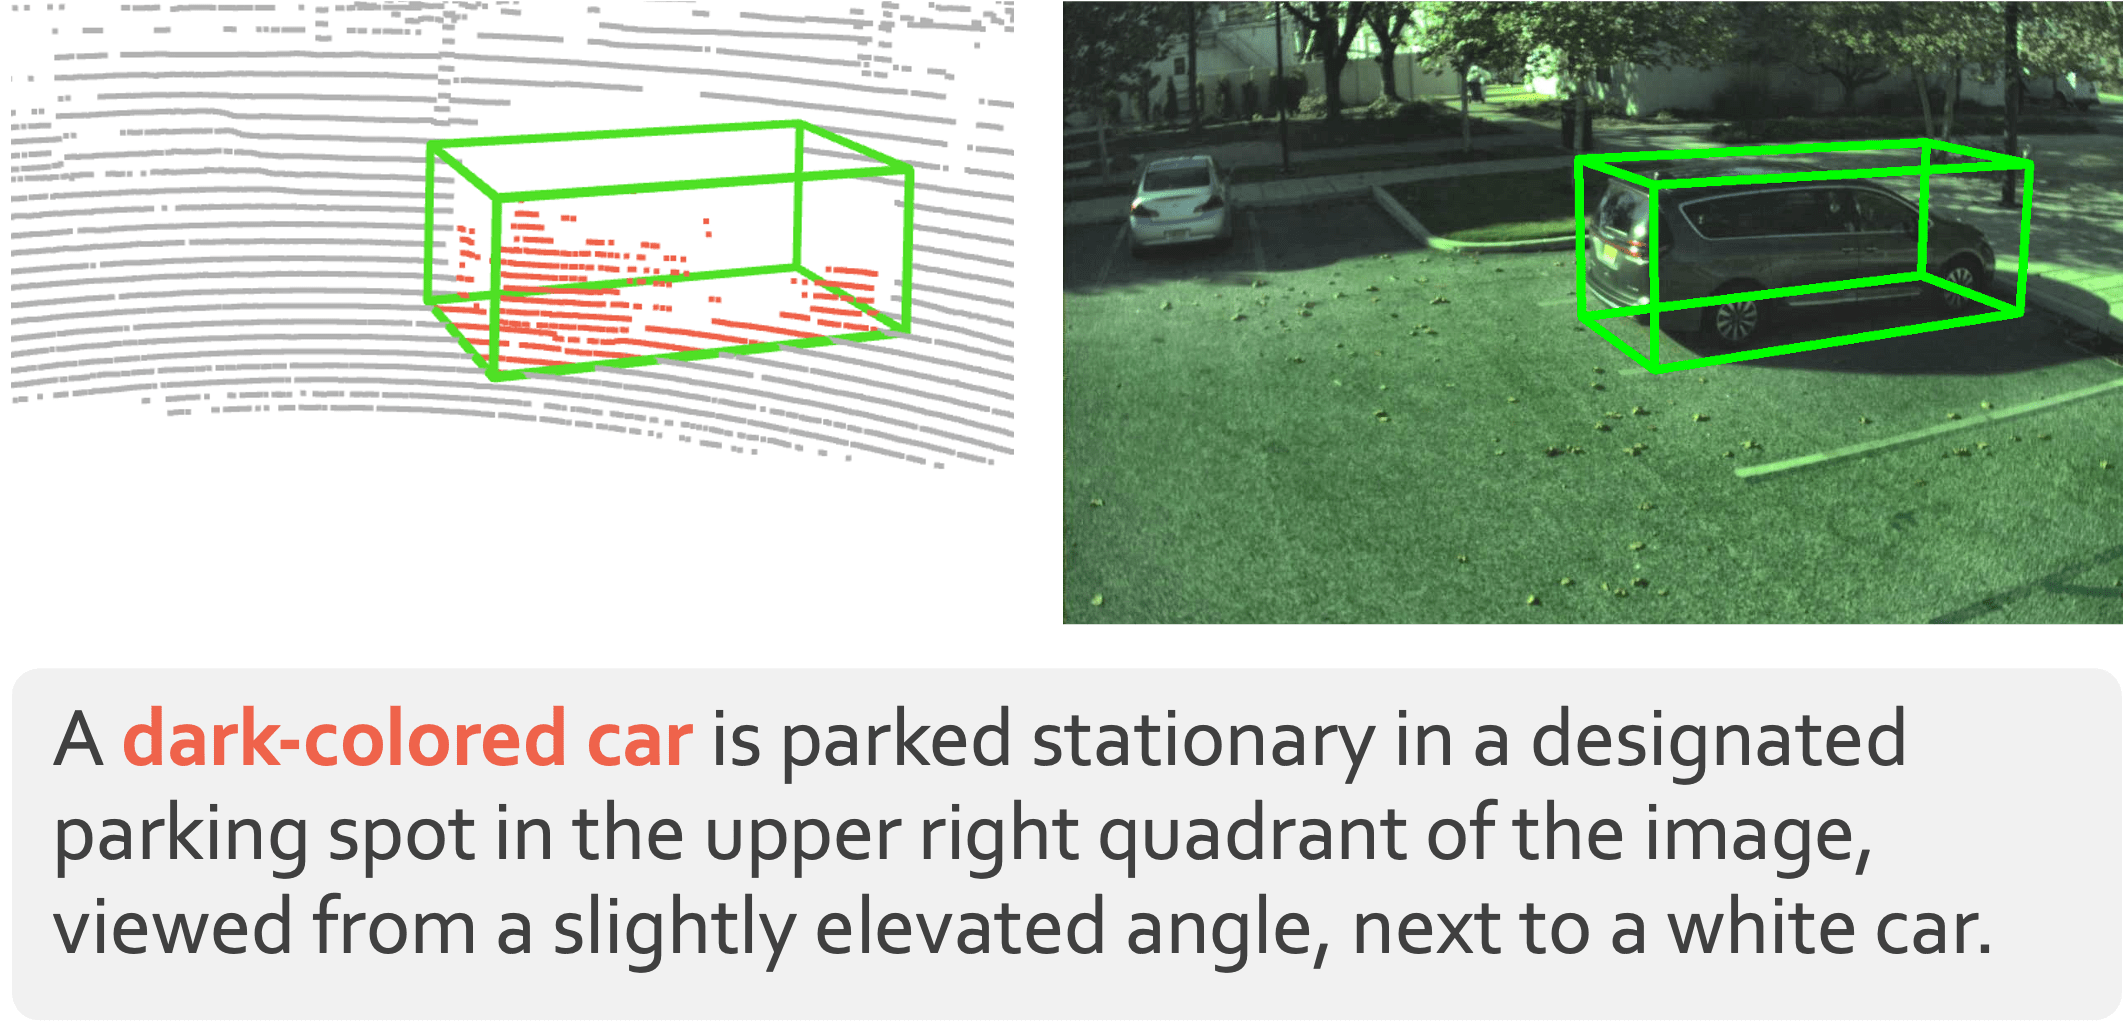 A dark-colored car is parked stationary in a designated
parking spot in the upper right quadrant of the image,
viewed from a slightly elevated angle, next to a white car.